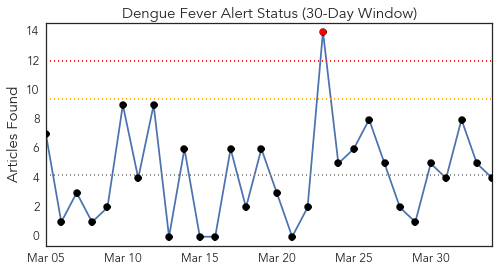 Dengue Fever Alert Status (30-Day Window)
Articles Found
14
12
10
8
6
4
2
0
Mar 05 Mar 10 Mar 15 Mar 20 Mar 25 Mar 30